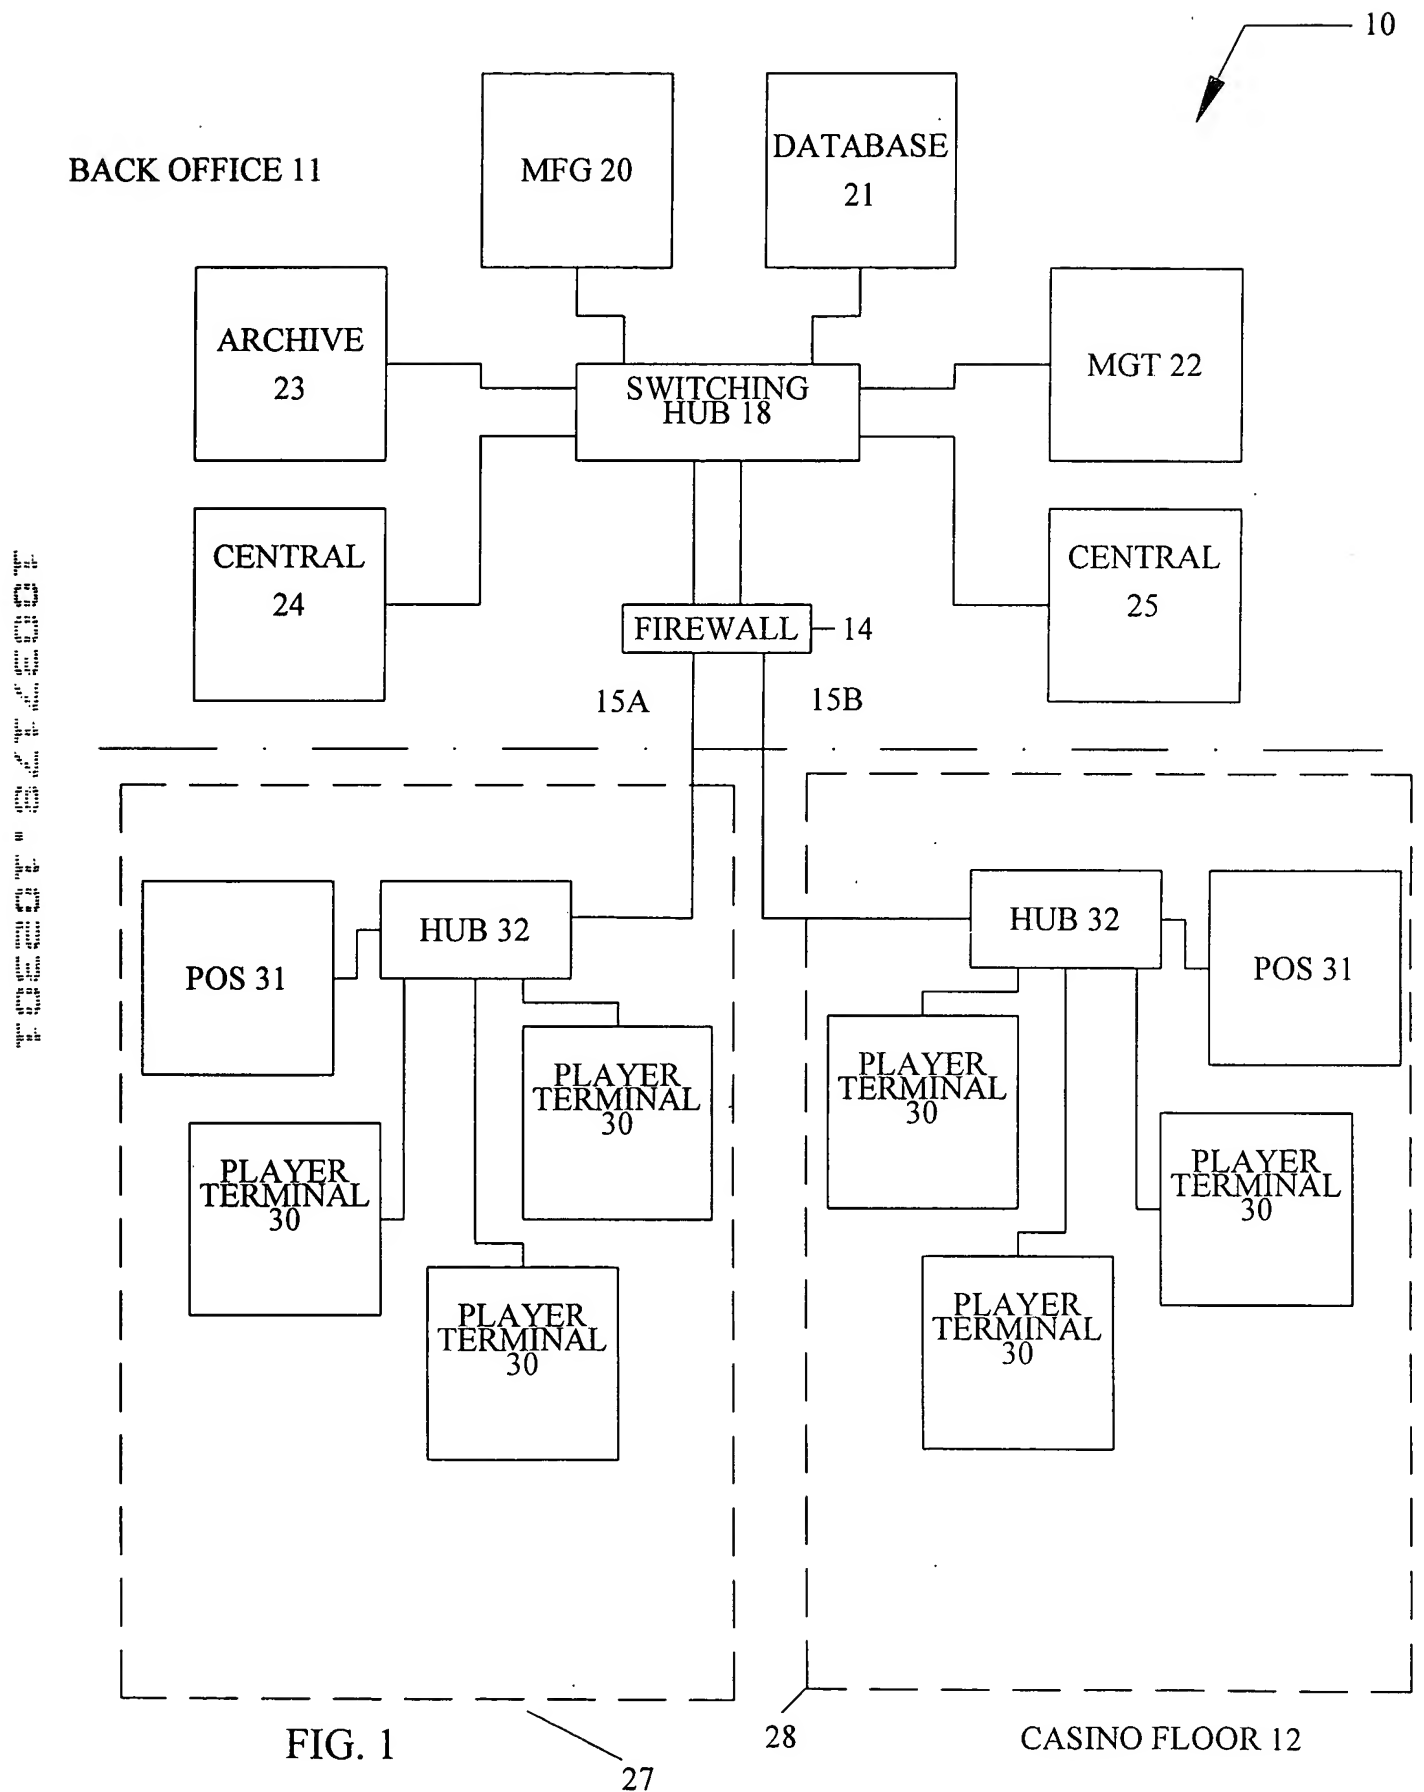 10
BACK OFFICE 11
MFG 20
DATABASE
21
ARCHIVE
23
SWITCHING
HUB 18
MGT 22
CENTRAL
24
CENTRAL
25
FIREWALL
14
15A
15B
HUB 32
POS 31
PLAYER
TERMINAL
30
PLAYER
TERMINAL
30
PLAYER
TERMINAL
30
HUB 32
POS 31
PLAYER
TERMINAL
30
PLAYER
TERMINAL
30
PLAYER
TERMINAL
30
FIG. 1
27
28
CASINO FLOOR 12
10037178.102301